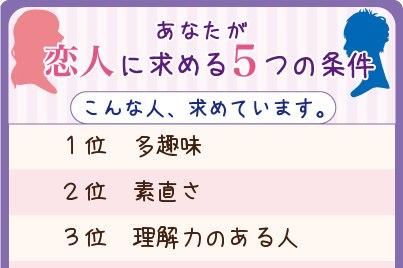 あなたが
恋人に求める5つの条件
こんな人、求めています。
1位 多趣味
2位 素直さ
3位 理解力のある人